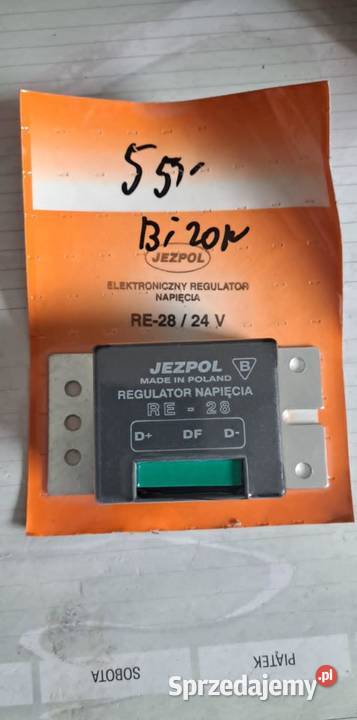 55,-
Bizon
JEZPOL
ELEKTRONICZNY REGULATOR
NAPIĘCIA
RE-28 / 24 V
JEZPOL
MADE IN POLAND
B
REGULATOR NAPIĘCIA
RE - 28
D+ DF D-
SOBOTA
PIĄTEK
Sprzedajemy.pl